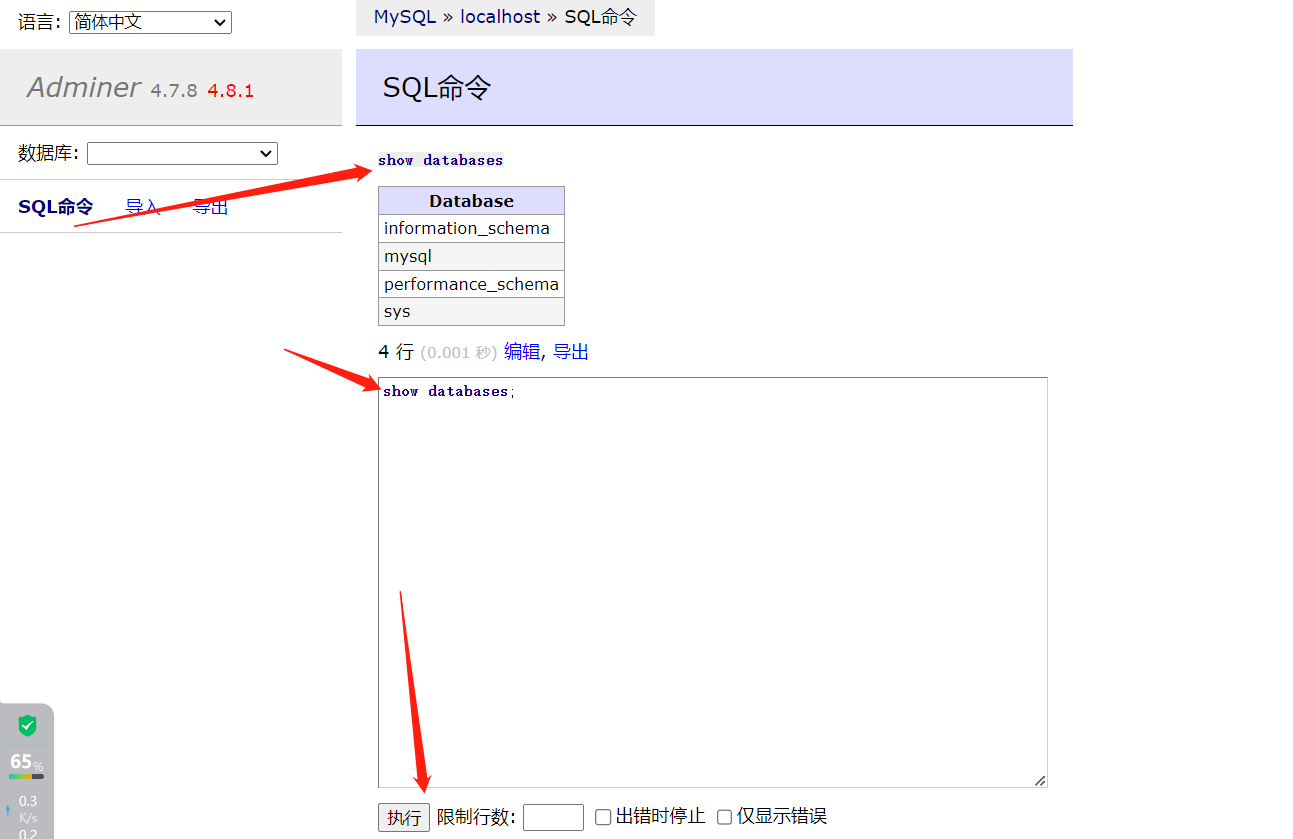 语言: 简体中文
MySQL » localhost » SQL命令
Adminer 4.7.8 4.8.1
SQL命令
数据库:
SQL命令 导入 导出
show databases
Database
information_schema
mysql
performance_schema
sys
4 行 (0.001 秒) 编辑, 导出
show databases;
65%
0.3
K/s
0.2
执行 限制行数: 出错时停止 仅显示错误